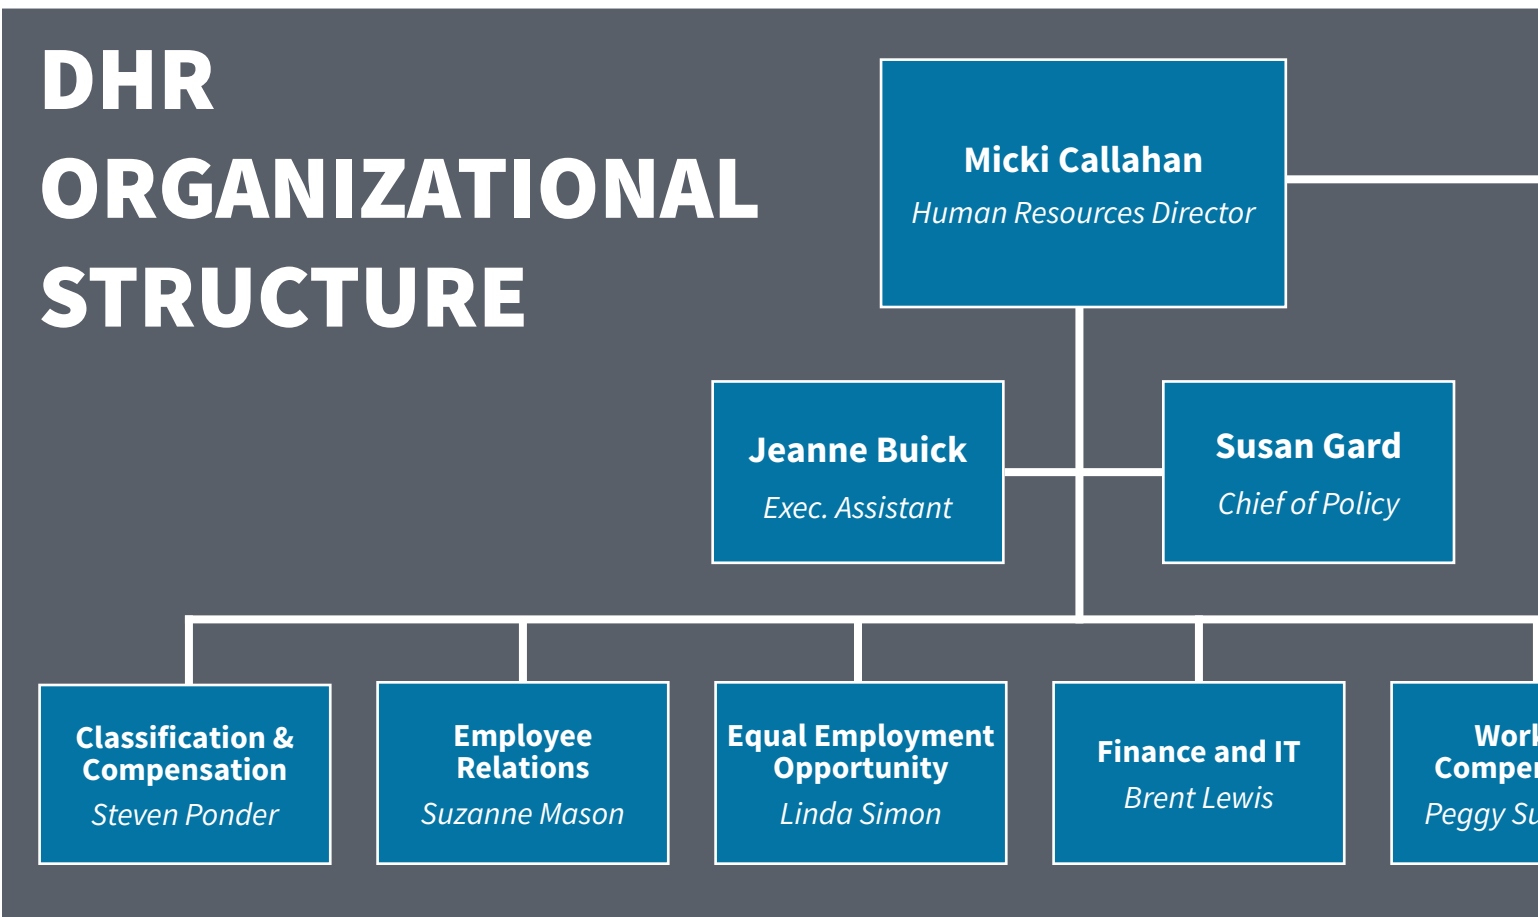 DHR
ORGANIZATIONAL
STRUCTURE
Micki Callahan
Human Resources Director
Jeanne Buick
Exec. Assistant
Susan Gard
Chief of Policy
Classification &
Compensation
Steven Ponder
Employee
Relations
Suzanne Mason
Equal Employment
Opportunity
Linda Simon
Finance and IT
Brent Lewis
Peggy